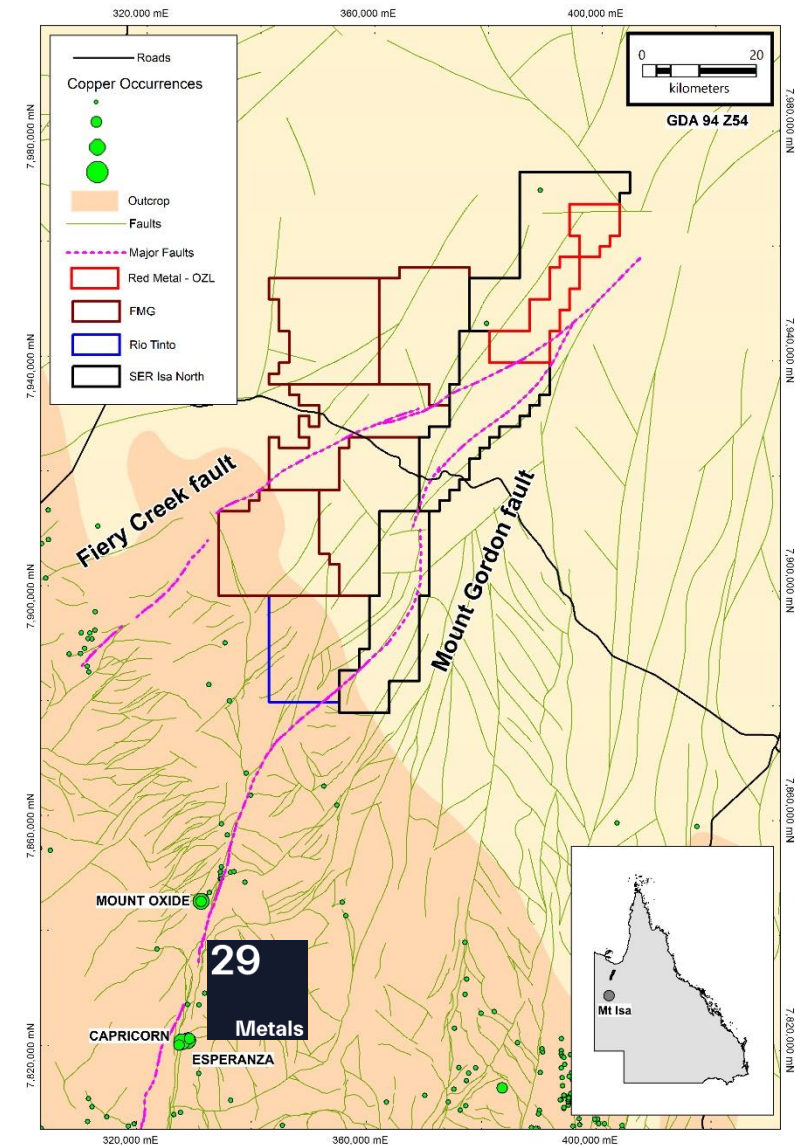 320,000 mE
360,000 mE
400,000 mE
Roads
Copper Occurrences
Outcrop
Faults
Major Faults
Red Metal - OZL
FMG
Rio Tinto
SER Isa North
0 20
kilometers
GDA 94 Z54
7,980,000 mN
7,980,000 mN
7,940,000 mN
7,940,000 mN
Fiery Creek fault
Mount Gordon fault
7,900,000 mN
7,900,000 mN
7,860,000 mN
7,860,000 mN
MOUNT OXIDE
29
Metals
CAPRICORN
ESPERANZA
Mt Isa
7,820,000 mN
7,820,000 mN
320,000 mE
360,000 mE
400,000 mE